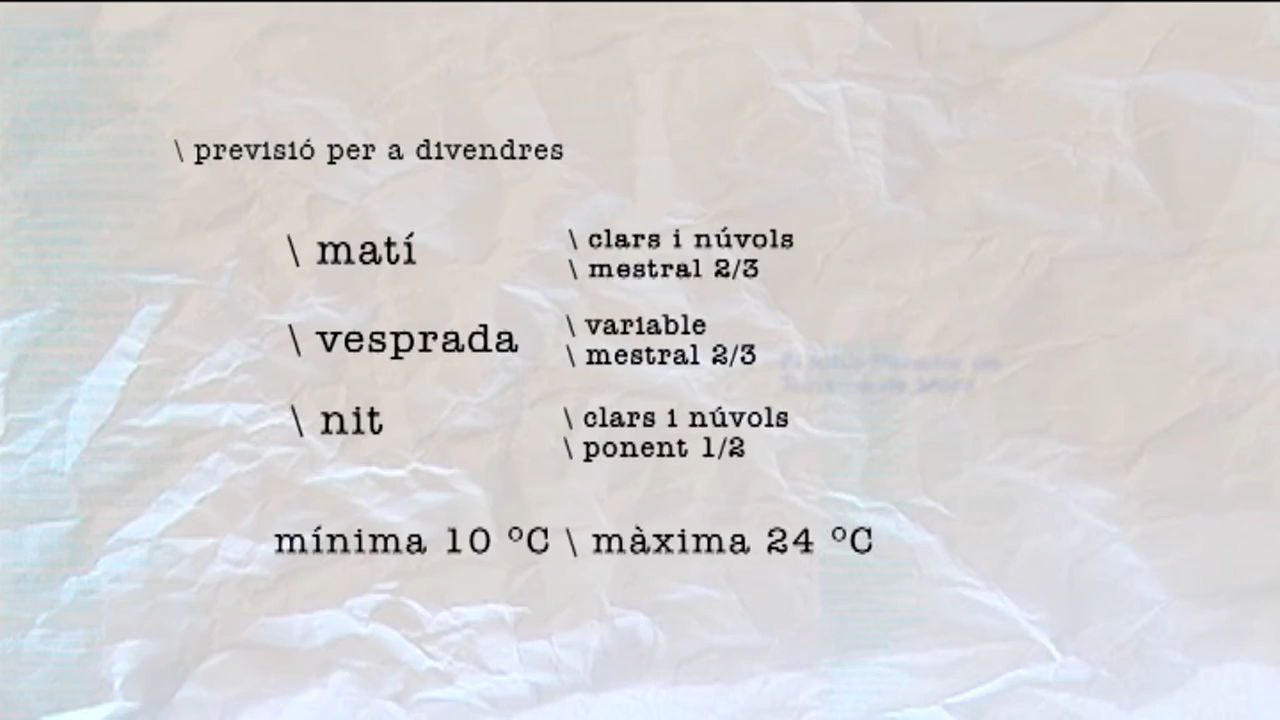 \ previsió per a divendres
\ matí
\ clars i núvols
\ mestral 2/3
\ vesprada
\ variable
\ mestral 2/3
\ nit
\ clars i núvols
\ ponent 1/2
mínima 10 ºC \ màxima 24 ºC